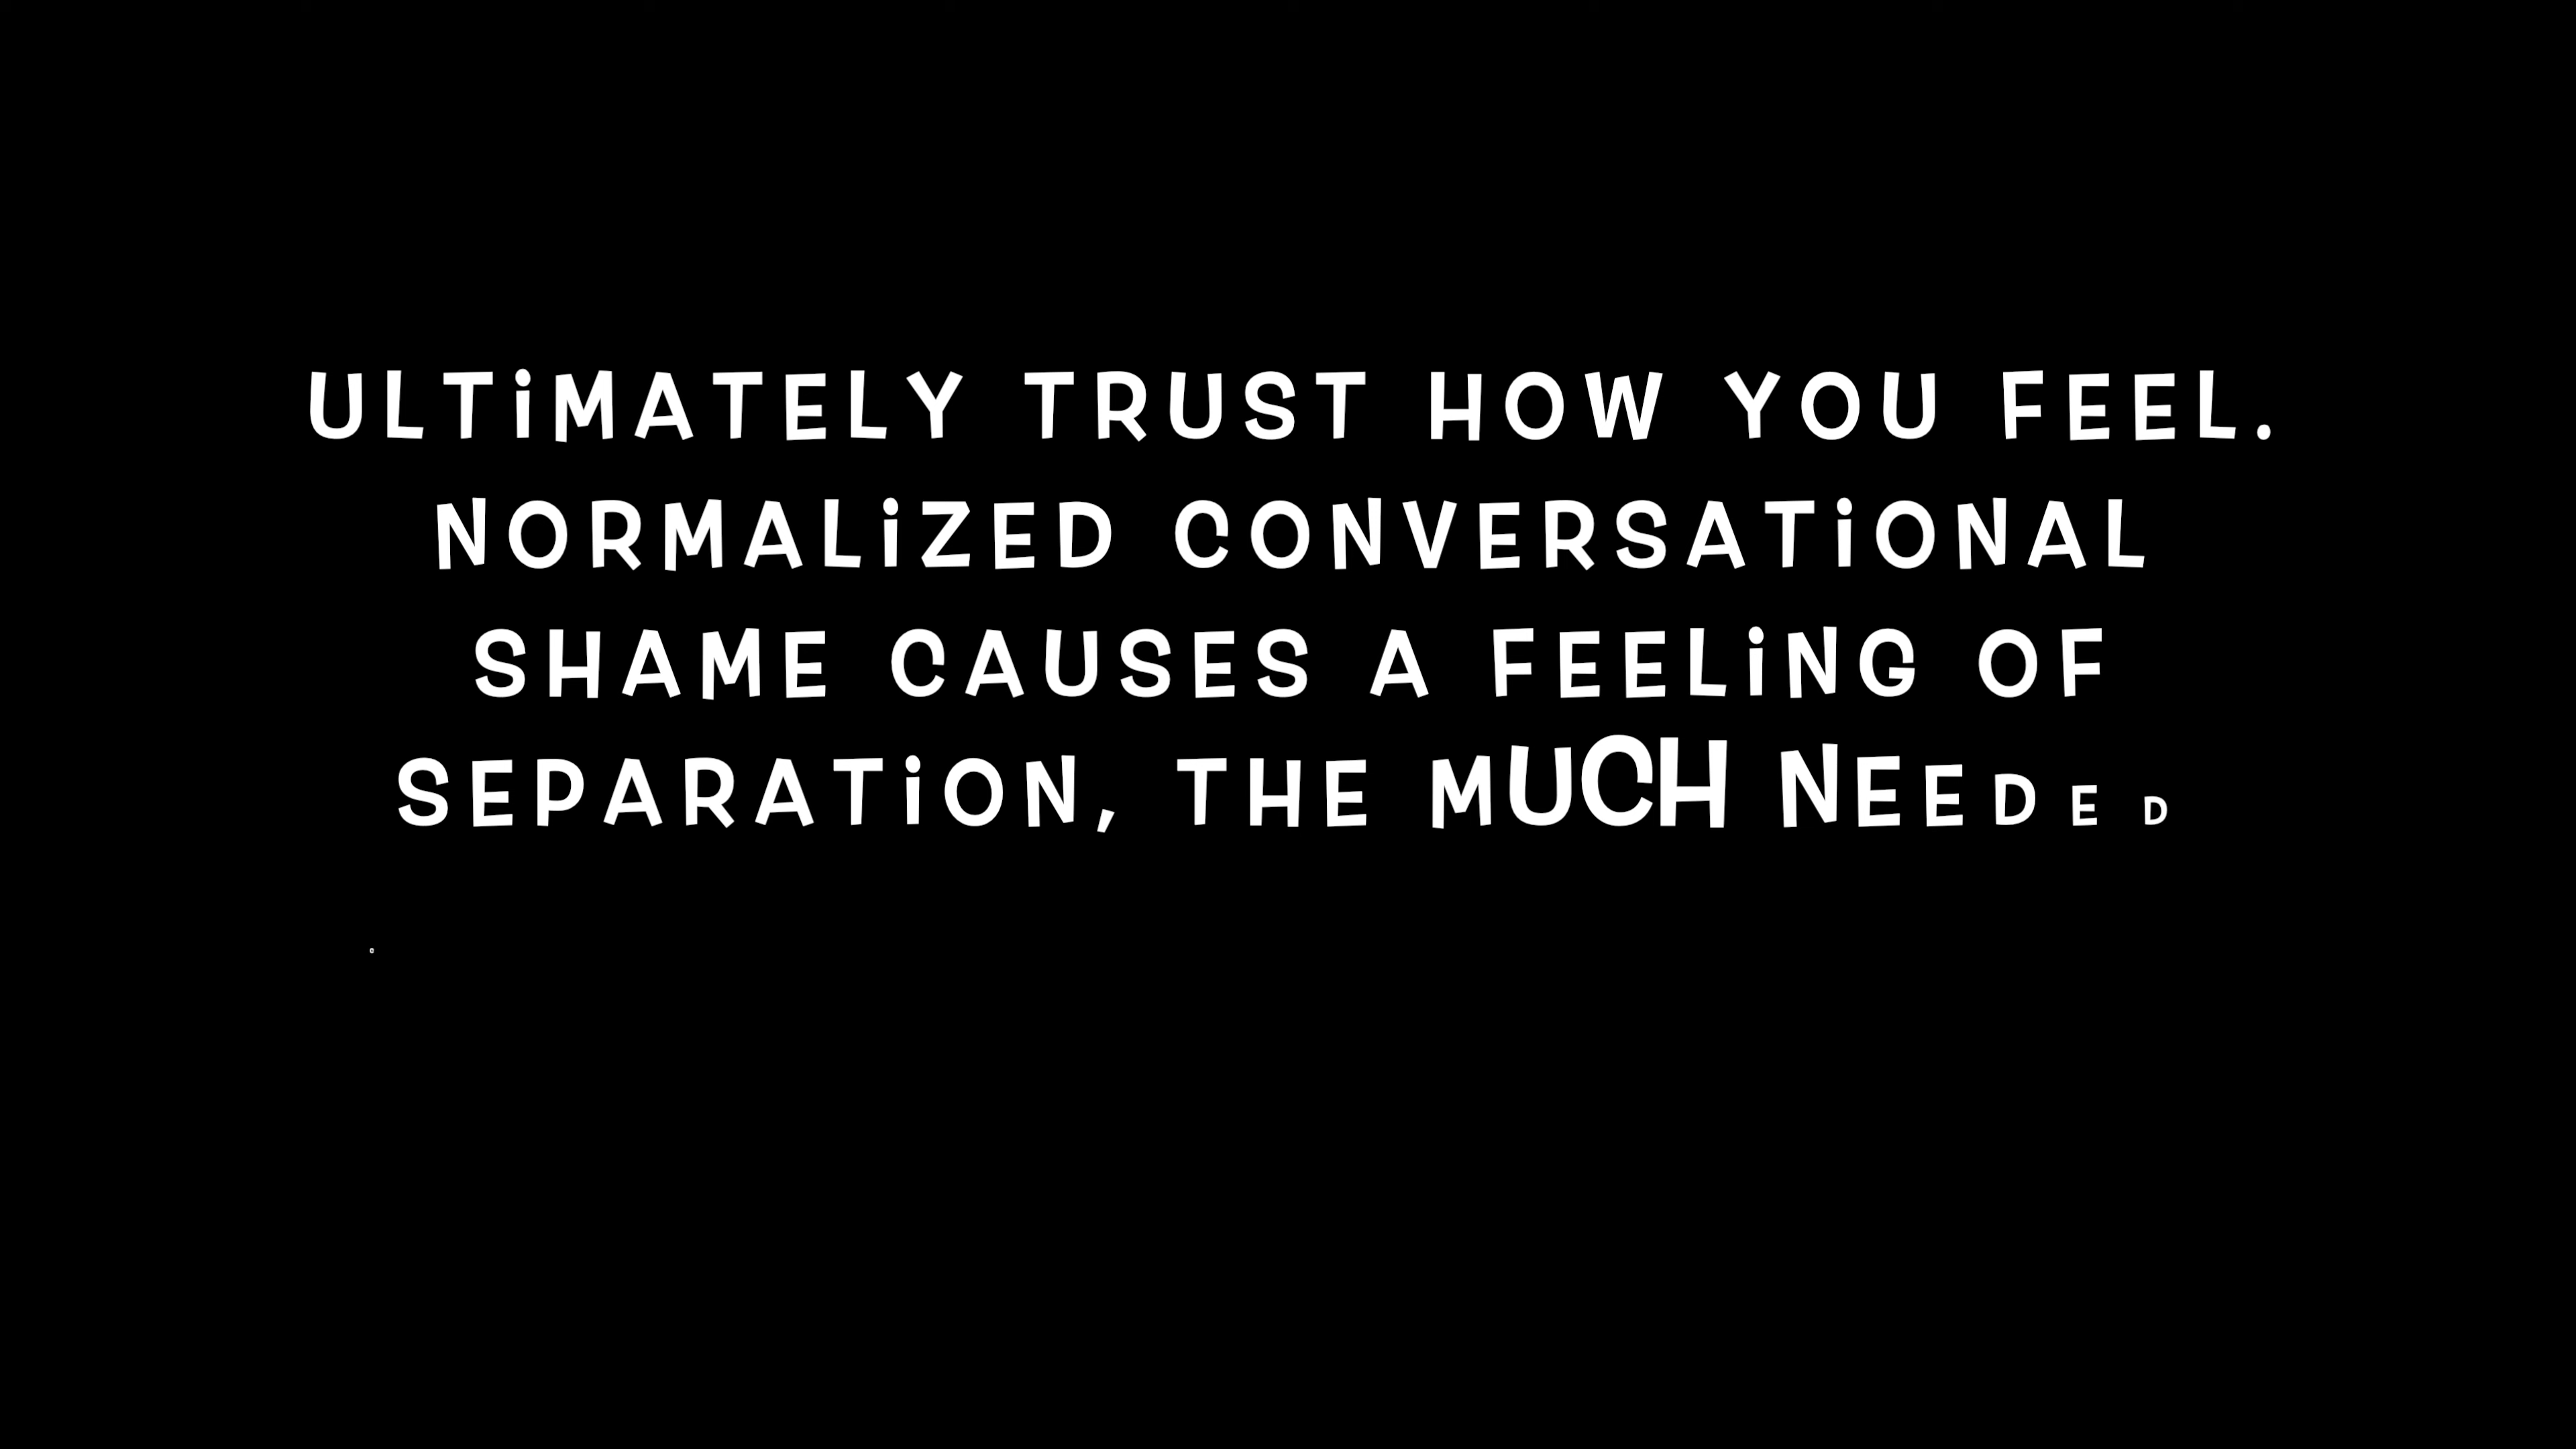 ULTiMATELY TRUST HOW YOU FEEL.
NORMALiZED CONVERSATiONAL
SHAME CAUSES A FEELiNG OF
SEPARATiON, THE MUCH NEEDED